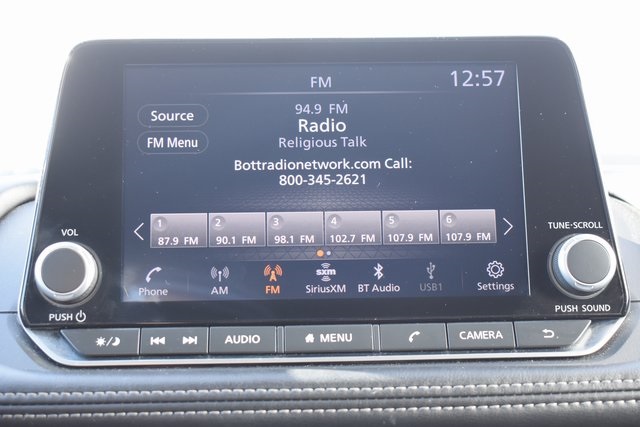 FM
12:57
Source
FM Menu
94.9 FM
Radio
Religious Talk
Bottradionetwork.com Call:
800-345-2621
1 2 3 4 5 6
87.9 FM 90.1 FM 98.1 FM 102.7 FM 107.9 FM 107.9 FM
Phone AM FM SiriusXM BT Audio USB1 Settings
sxm
VOL
PUSH
TUNE·SCROLL
PUSH SOUND
AUDIO MENU CAMERA